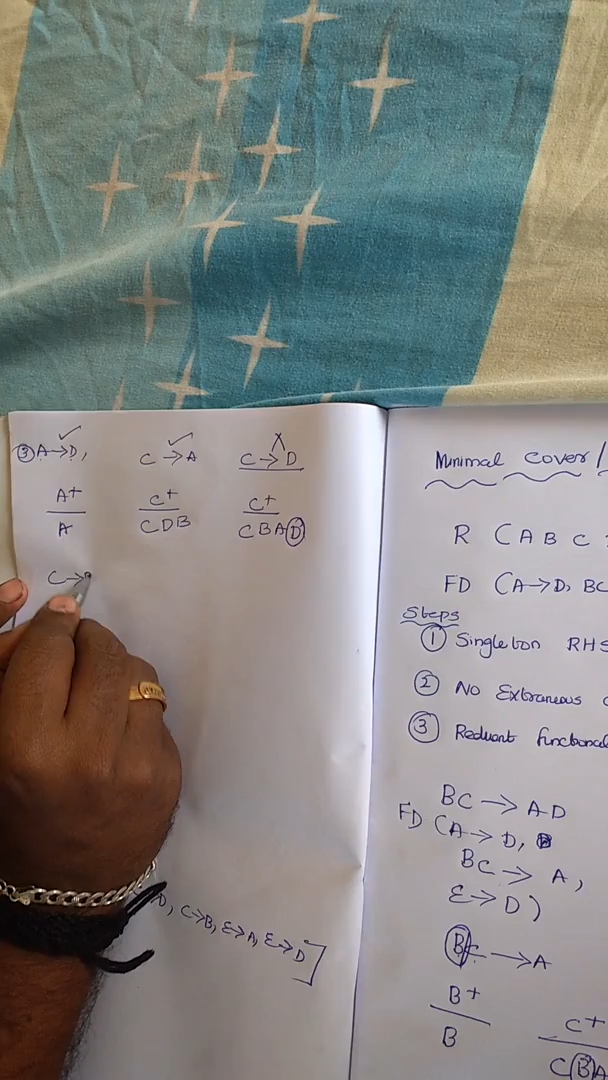 ③ A→D, ✓ C→A ✓ C→D X
A+ C+ C+
A CDB CBAD
C→
D, C→B, E→A, E→D]
Minimal Cover /
R (A B C
FD (A→D, BC
Steps
① Singleton RHS
② No Extraneous
③ Reduant functional
BC → AD
FD (A→D,
BC → A,
E→D)
BC → A
B+ C+
B CBA